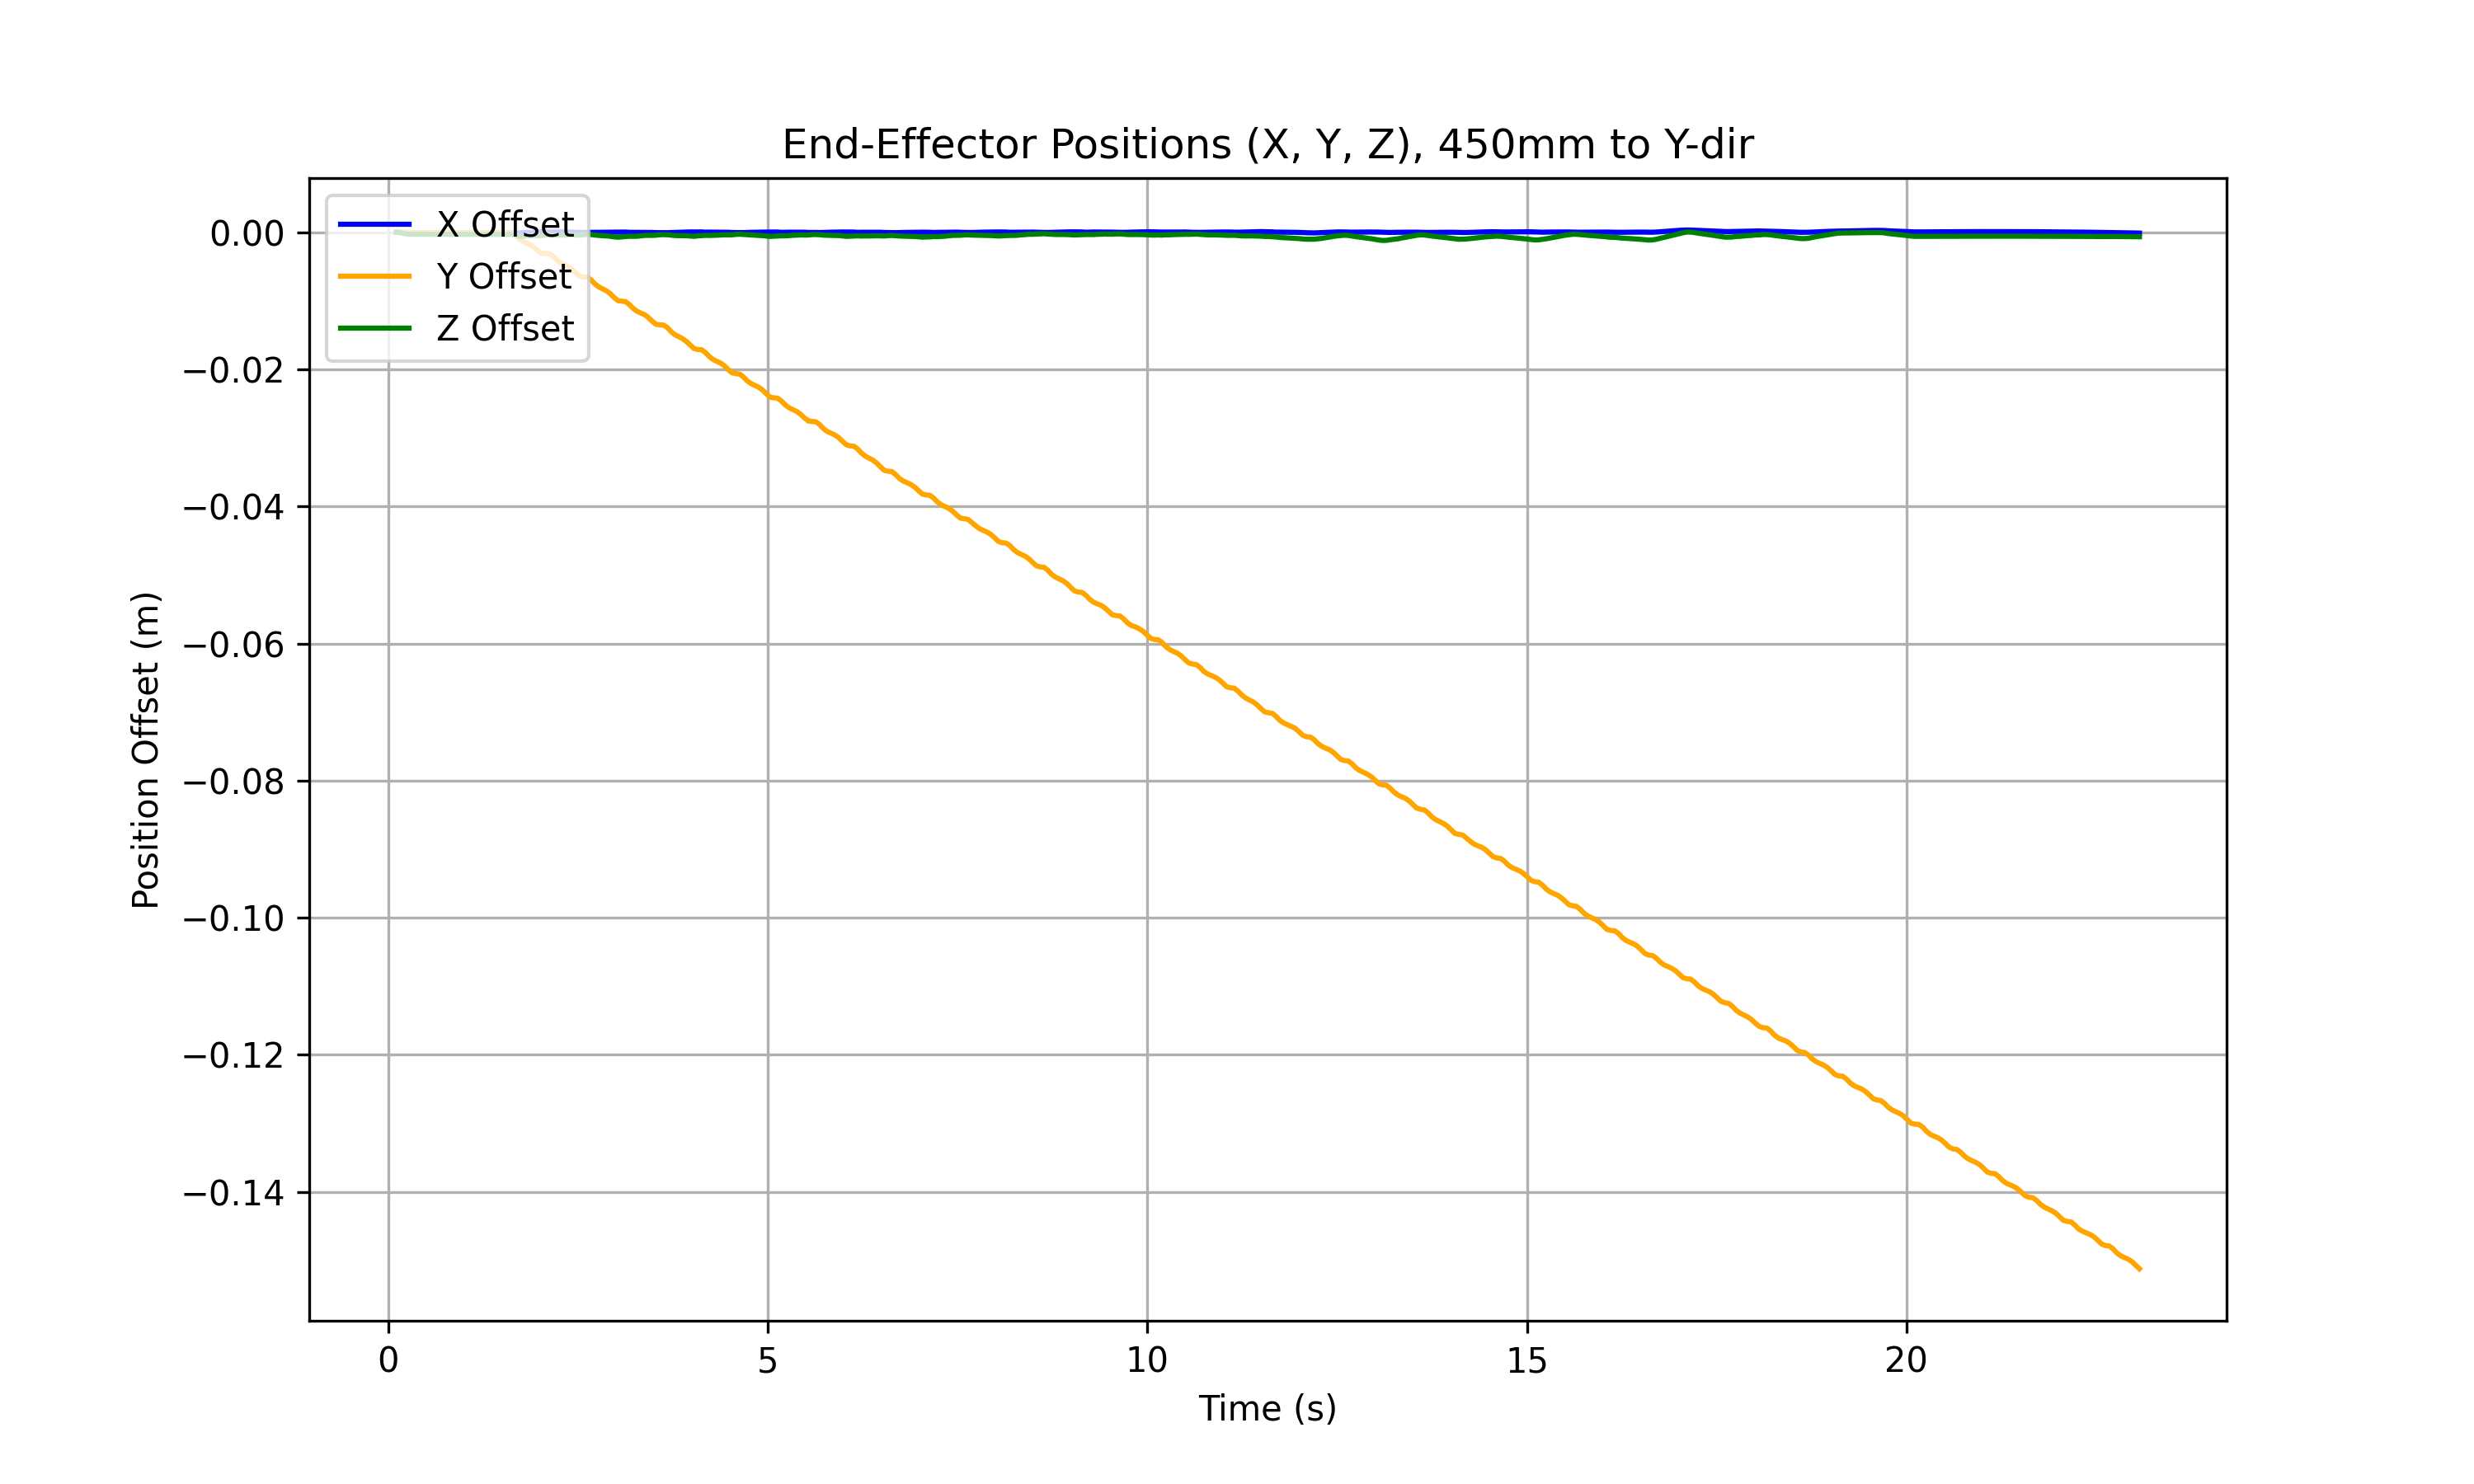 End-Effector Positions (X, Y, Z), 450mm to Y-dir
X Offset
Y Offset
Z Offset
0.00
−0.02
−0.04
−0.06
−0.08
−0.10
−0.12
−0.14
Position Offset (m)
0 5 10 15 20
Time (s)